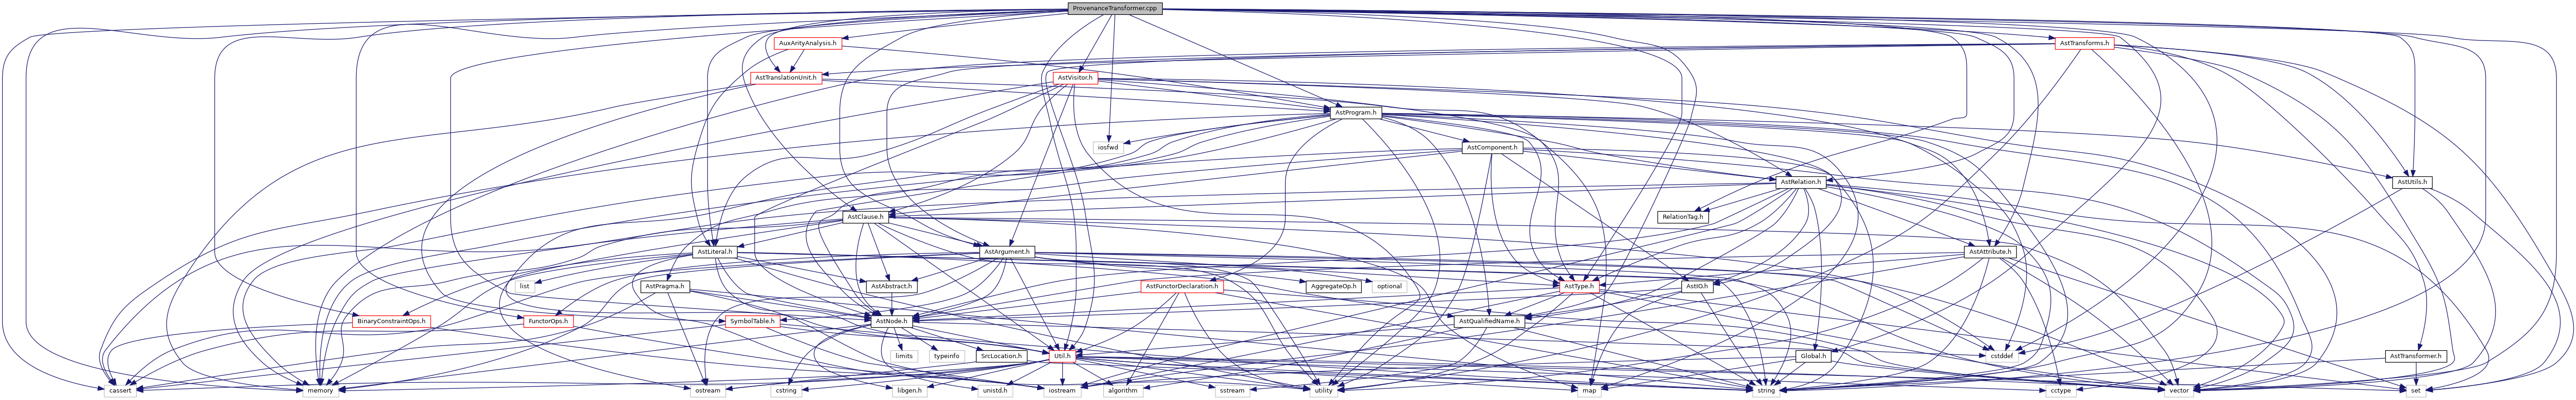 ProvenanceTransformer.cpp
AuxArityAnalysis.h
AstTransforms.h
AstTranslationUnit.h
AstVisitor.h
AstProgram.h
iosfwd
AstComponent.h
AstRelation.h
AstUtils.h
AstClause.h
RelationTag.h
AstLiteral.h
AstArgument.h
AstAttribute.h
list
AstPragma.h
AstAbstract.h
AstFunctorDeclaration.h
AggregateOp.h
optional
AstType.h
AstIO.h
BinaryConstraintOps.h
FunctorOps.h
SymbolTable.h
AstNode.h
AstQualifiedName.h
limits
typeinfo
SrcLocation.h
Util.h
Global.h
cstddef
AstTransformer.h
cassert
memory
ostream
cstring
libgen.h
unistd.h
iostream
algorithm
sstream
utility
map
string
cctype
vector
set